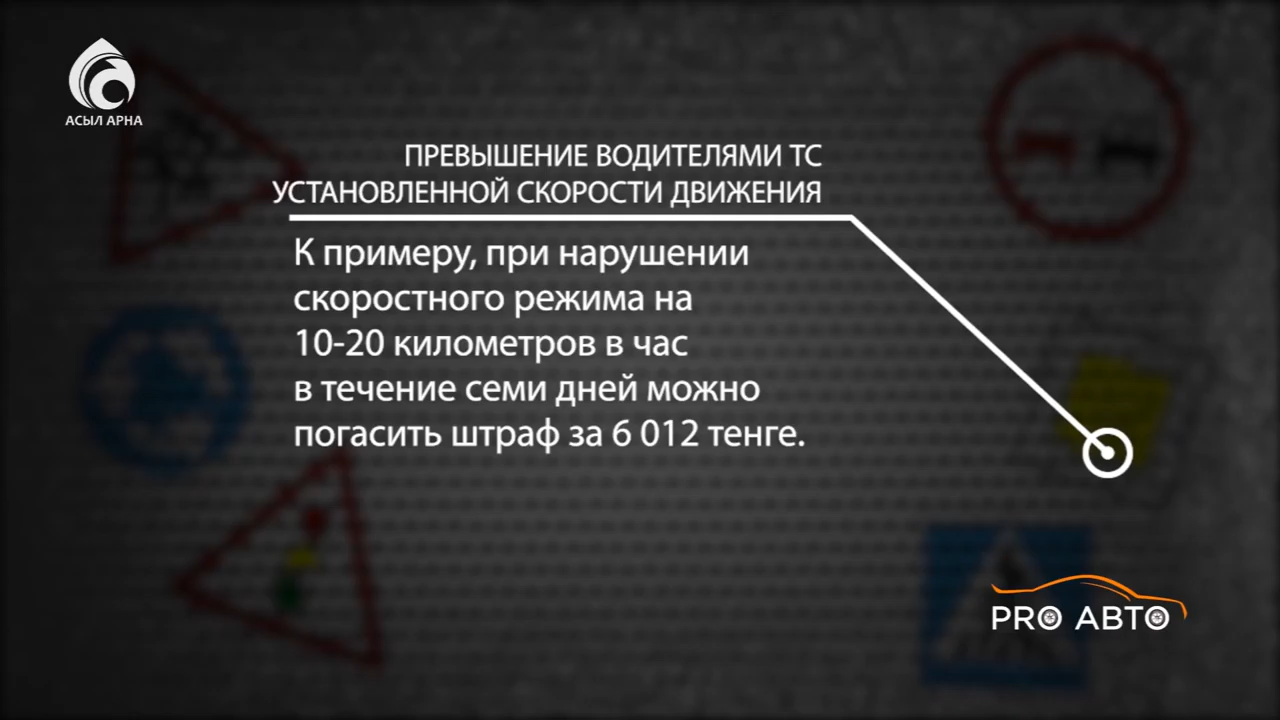 АСЫЛ АРНА
ПРЕВЫШЕНИЕ ВОДИТЕЛЯМИ ТС
УСТАНОВЛЕННОЙ СКОРОСТИ ДВИЖЕНИЯ
К примеру, при нарушении
скоростного режима на
10-20 километров в час
в течение семи дней можно
погасить штраф за 6 012 тенге.
PRO АВТО